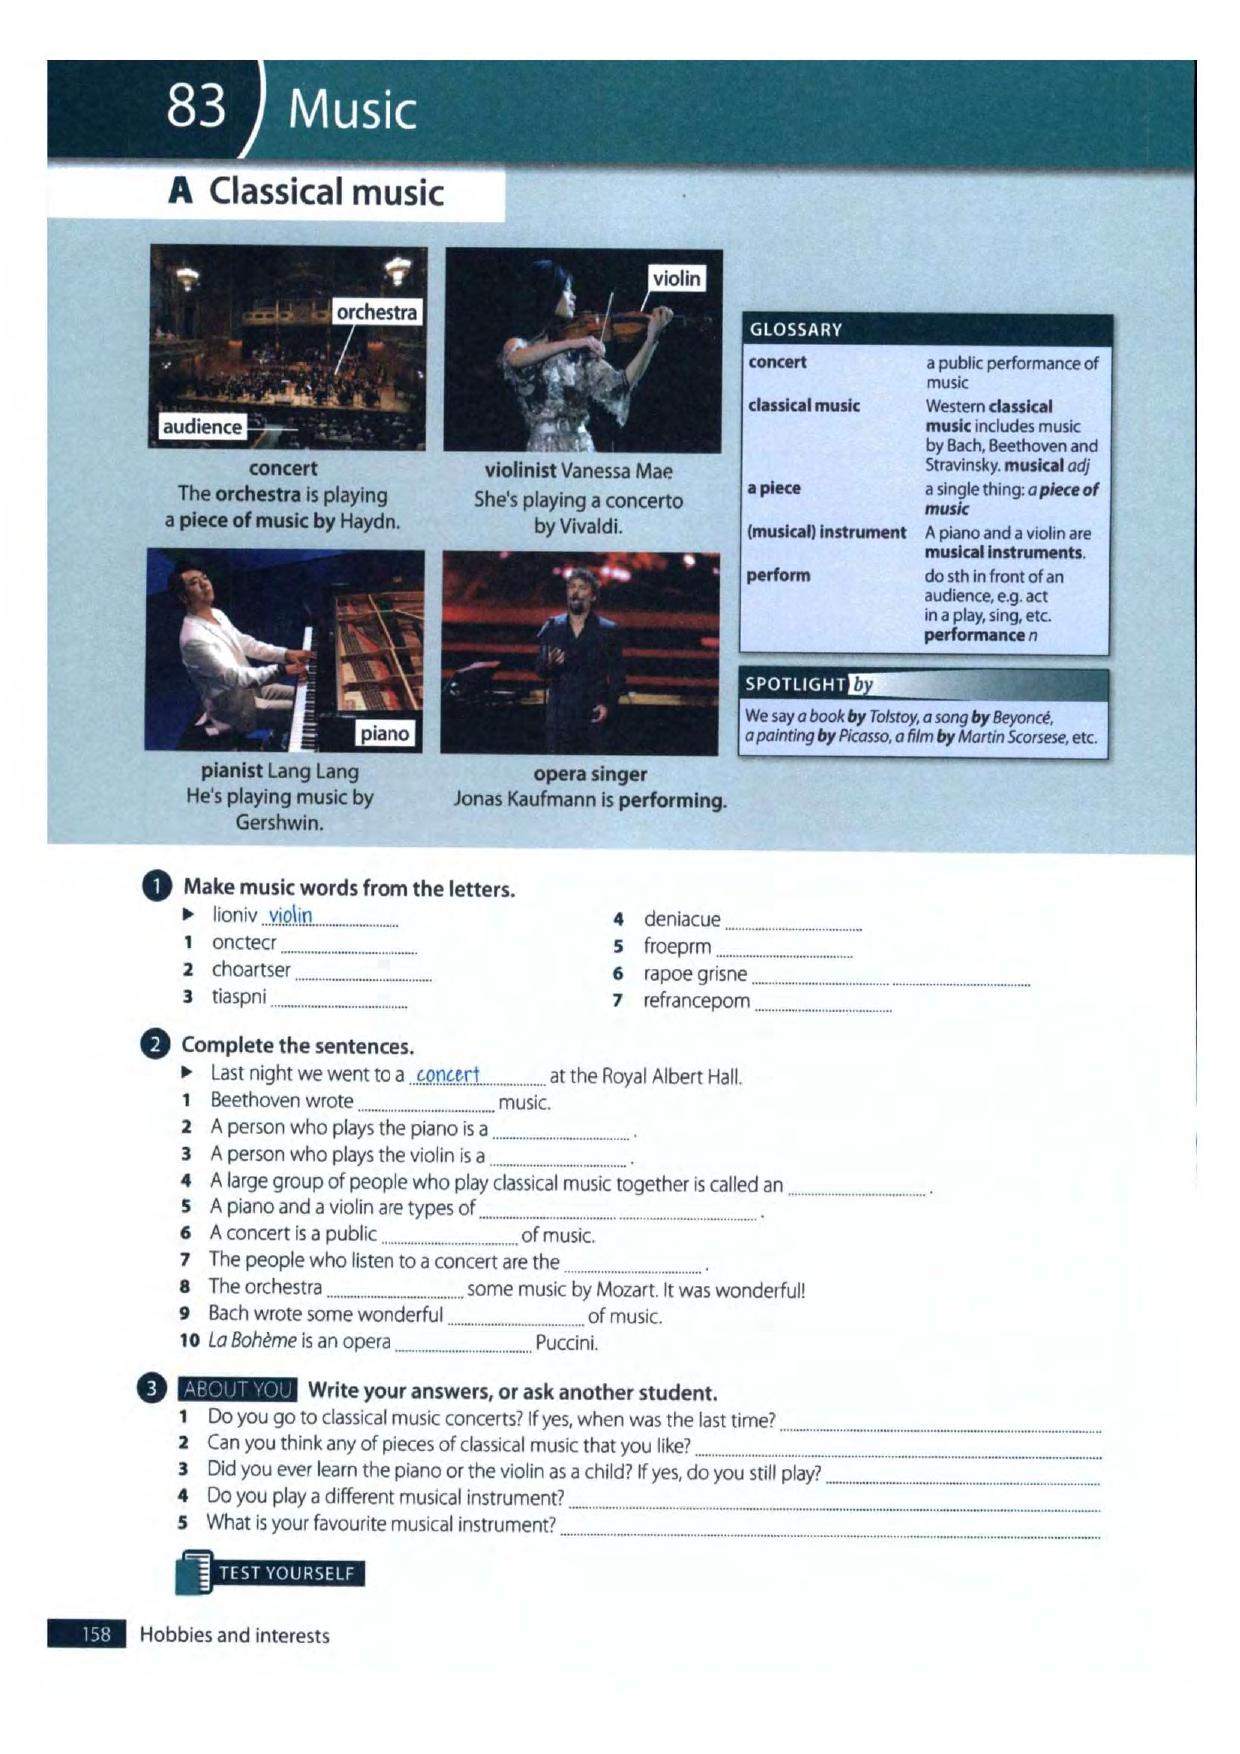 83 Music
A Classical music
orchestra
audience
concert
The orchestra is playing
a piece of music by Haydn.
violin
violinist Vanessa Mae
She's playing a concerto
by Vivaldi.
piano
pianist Lang Lang
He's playing music by
Gershwin.
opera singer
Jonas Kaufmann is performing.
GLOSSARY
concert a public performance of
music
classical music Western classical
music includes music
by Bach, Beethoven and
Stravinsky. musical adj
a piece a single thing: a piece of
music
(musical) instrument A piano and a violin are
musical instruments.
perform do sth in front of an
audience, e.g. act
in a play, sing, etc.
performance n
SPOTLIGHT by
We say a book by Tolstoy, a song by Beyoncé,
a painting by Picasso, a film by Martin Scorsese, etc.
1 Make music words from the letters.
► lioniv violin
1 onctecr
2 choartser
3 tiaspni
4 deniacue
5 froeprm
6 rapoe grisne
7 refrancepom
2 Complete the sentences.
► Last night we went to a concert at the Royal Albert Hall.
1 Beethoven wrote music.
2 A person who plays the piano is a .
3 A person who plays the violin is a .
4 A large group of people who play classical music together is called an .
5 A piano and a violin are types of .
6 A concert is a public of music.
7 The people who listen to a concert are the .
8 The orchestra some music by Mozart. It was wonderful!
9 Bach wrote some wonderful of music.
10 La Bohème is an opera Puccini.
3 ABOUT YOU Write your answers, or ask another student.
1 Do you go to classical music concerts? If yes, when was the last time?
2 Can you think any of pieces of classical music that you like?
3 Did you ever learn the piano or the violin as a child? If yes, do you still play?
4 Do you play a different musical instrument?
5 What is your favourite musical instrument?
TEST YOURSELF
158 Hobbies and interests